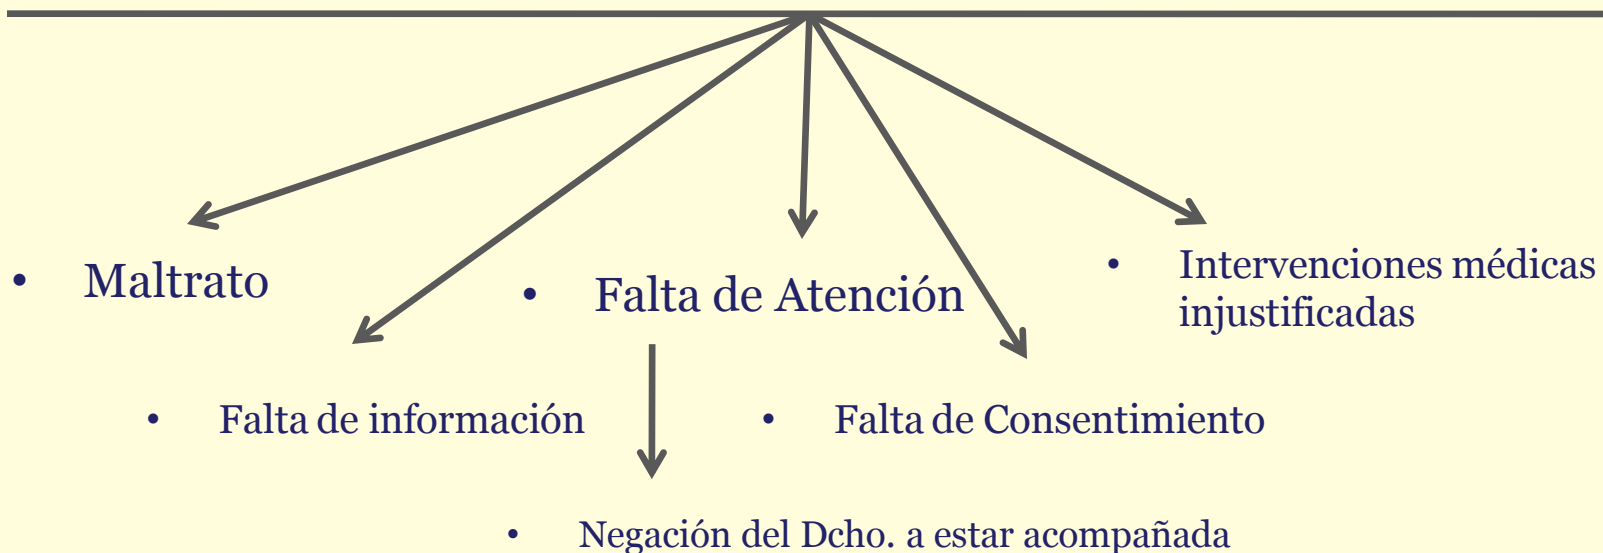 • Maltrato
• Falta de Atención
• Intervenciones médicas
injustificadas
• Falta de información
• Falta de Consentimiento
• Negación del Dcho. a estar acompañada